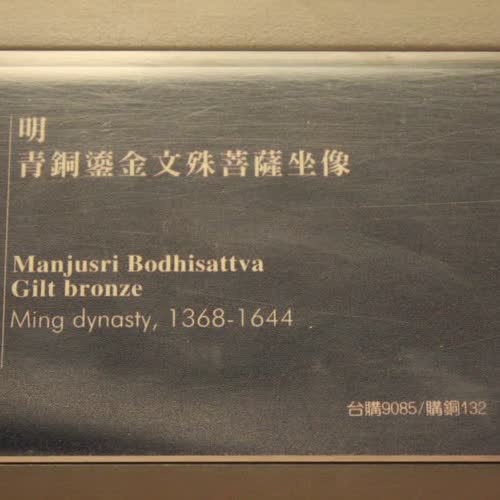 明
青銅鎏金文殊菩薩坐像
Manjusri Bodhisattva
Gilt bronze
Ming dynasty, 1368-1644
台購9085/購銅132